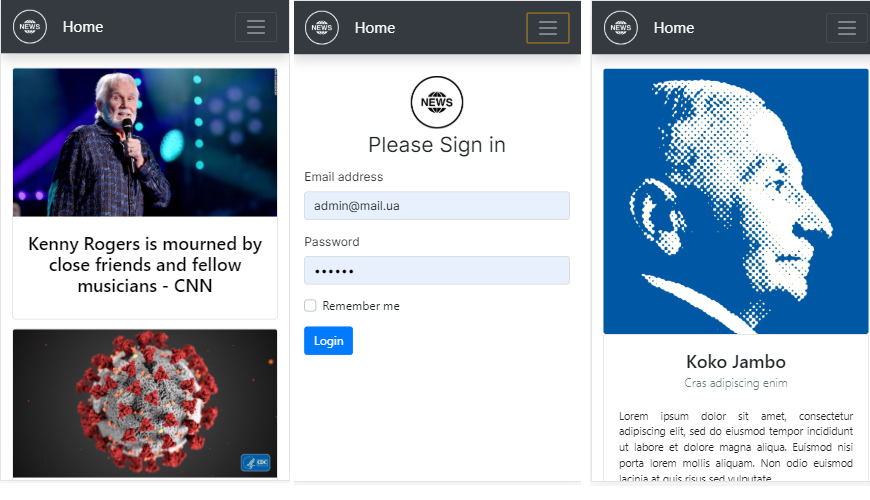 NEWS
Home
Kenny Rogers is mourned by
close friends and fellow
musicians - CNN
CDC
NEWS
Home
NEWS
Please Sign in
Email address
admin@mail.ua
Password
••••••
Remember me
Login
NEWS
Home
Koko Jambo
Cras adipiscing enim
Lorem ipsum dolor sit amet, consectetur
adipiscing elit, sed do eiusmod tempor incididunt
ut labore et dolore magna aliqua. Euismod nisi
porta lorem mollis aliquam. Non odio euismod
lacinia at quis risus sed vulputate